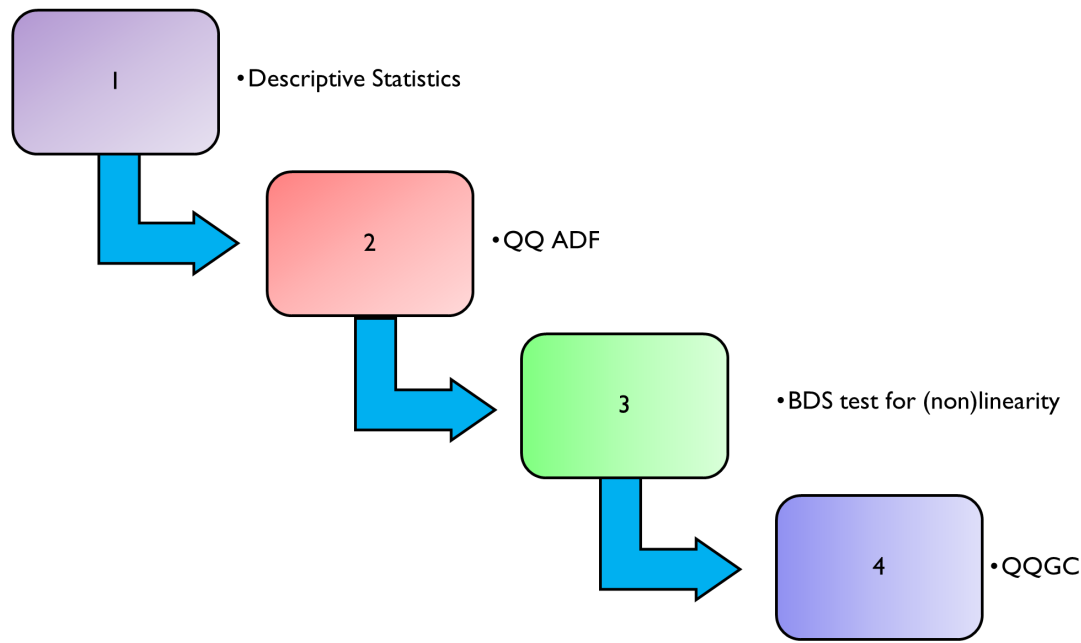 1
•Descriptive Statistics
2
•QQ ADF
3
•BDS test for (non)linearity
4
•QQGC